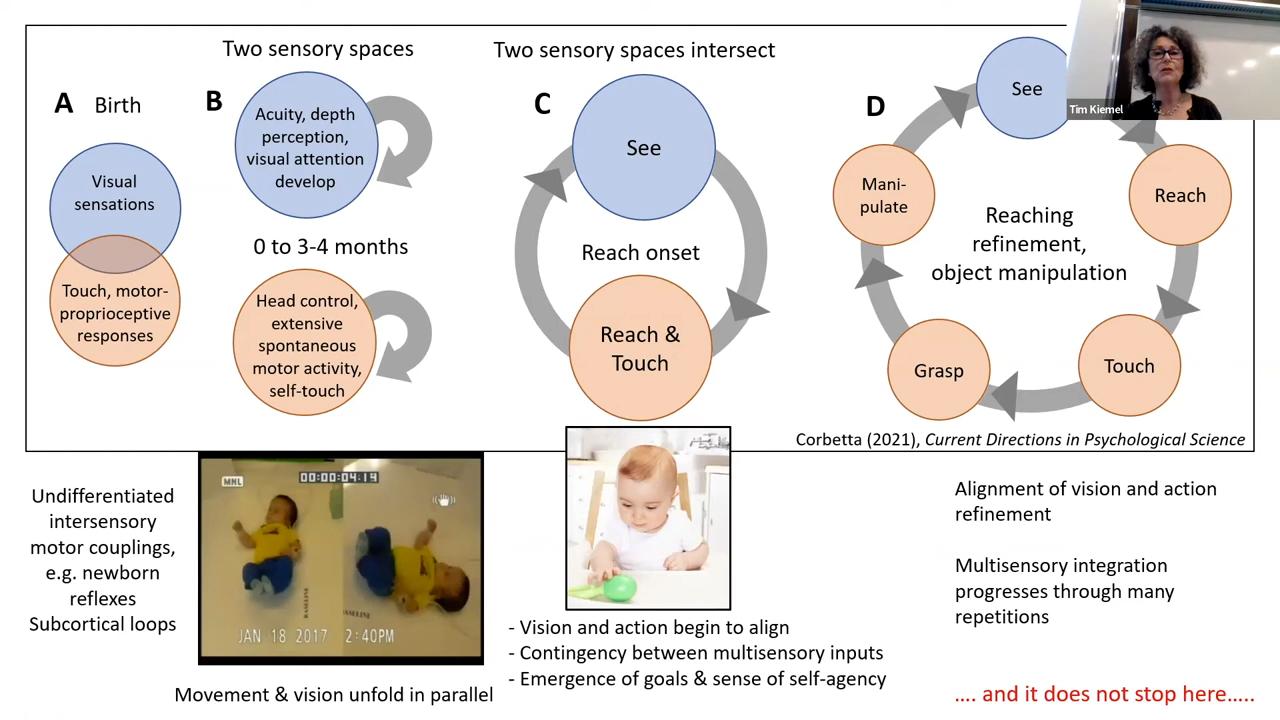 Two sensory spaces
Two sensory spaces intersect
A Birth
B
C
D
Visual
sensations
Touch, motor-
proprioceptive
responses
Acuity, depth
perception,
visual attention
develop
0 to 3-4 months
Head control,
extensive
spontaneous
motor activity,
self-touch
See
Reach onset
Reach &
Touch
See
Reach
Touch
Grasp
Mani-
pulate
Reaching
refinement,
object manipulation
Tim Kiemel
Corbetta (2021), Current Directions in Psychological Science
Undifferentiated
intersensory
motor couplings,
e.g. newborn
reflexes
Subcortical loops
MNL
00:00:04:19
BASELINE
BASELINE
JAN 18 2017 2:40PM
Movement & vision unfold in parallel
- Vision and action begin to align
- Contingency between multisensory inputs
- Emergence of goals & sense of self-agency
Alignment of vision and action
refinement
Multisensory integration
progresses through many
repetitions
.... and it does not stop here.....